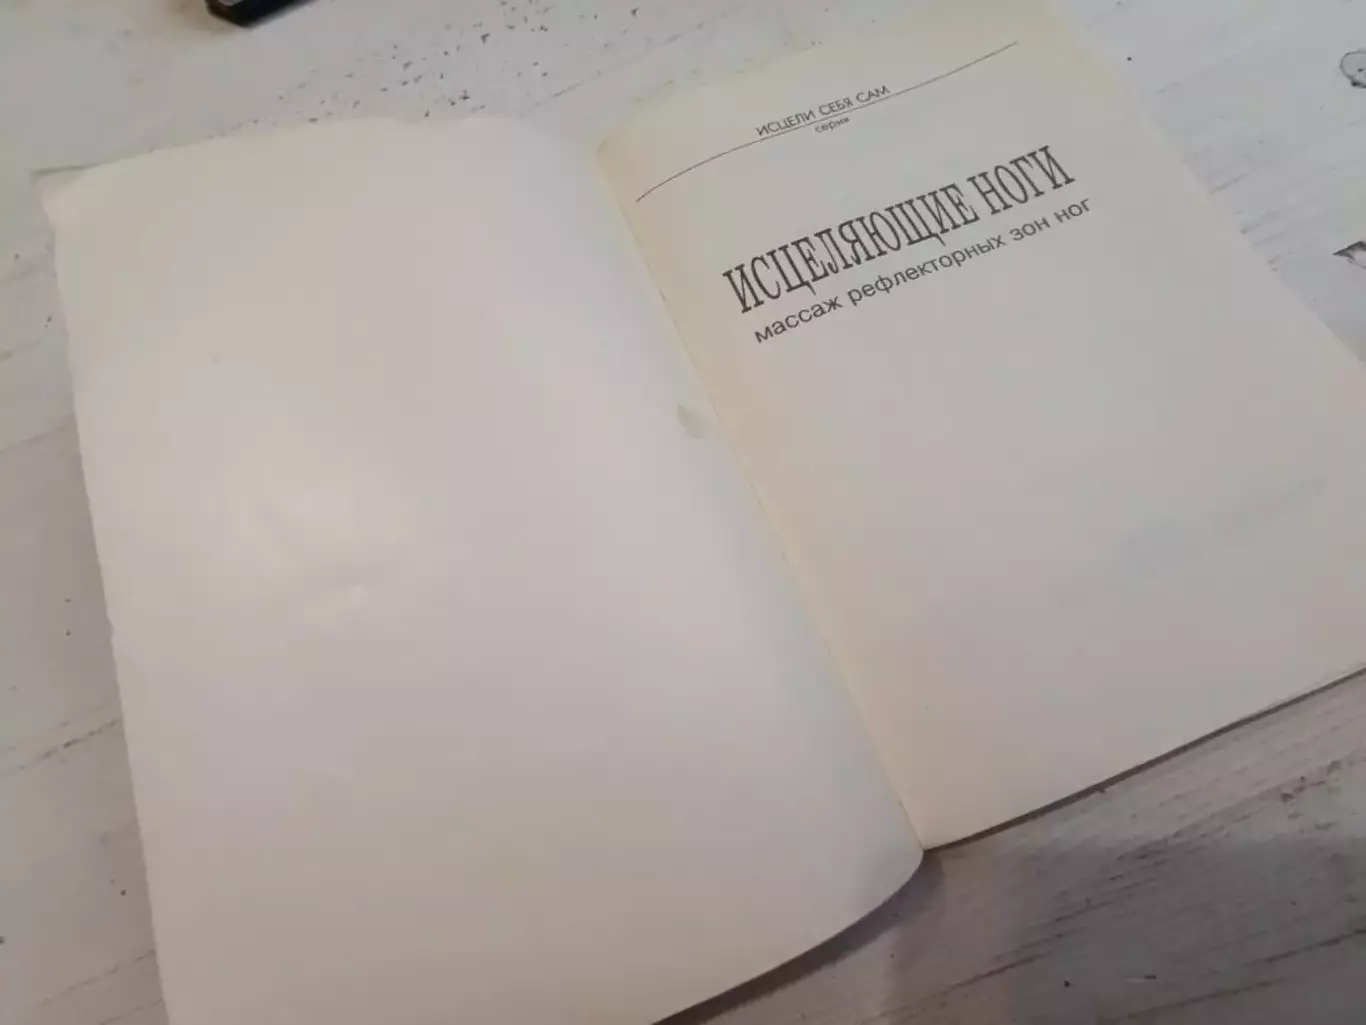 ИСЦЕЛИ СЕБЯ САМ
серия
ИСЦЕЛЯЮЩИЕ НОГИ
массаж рефлекторных зон ног